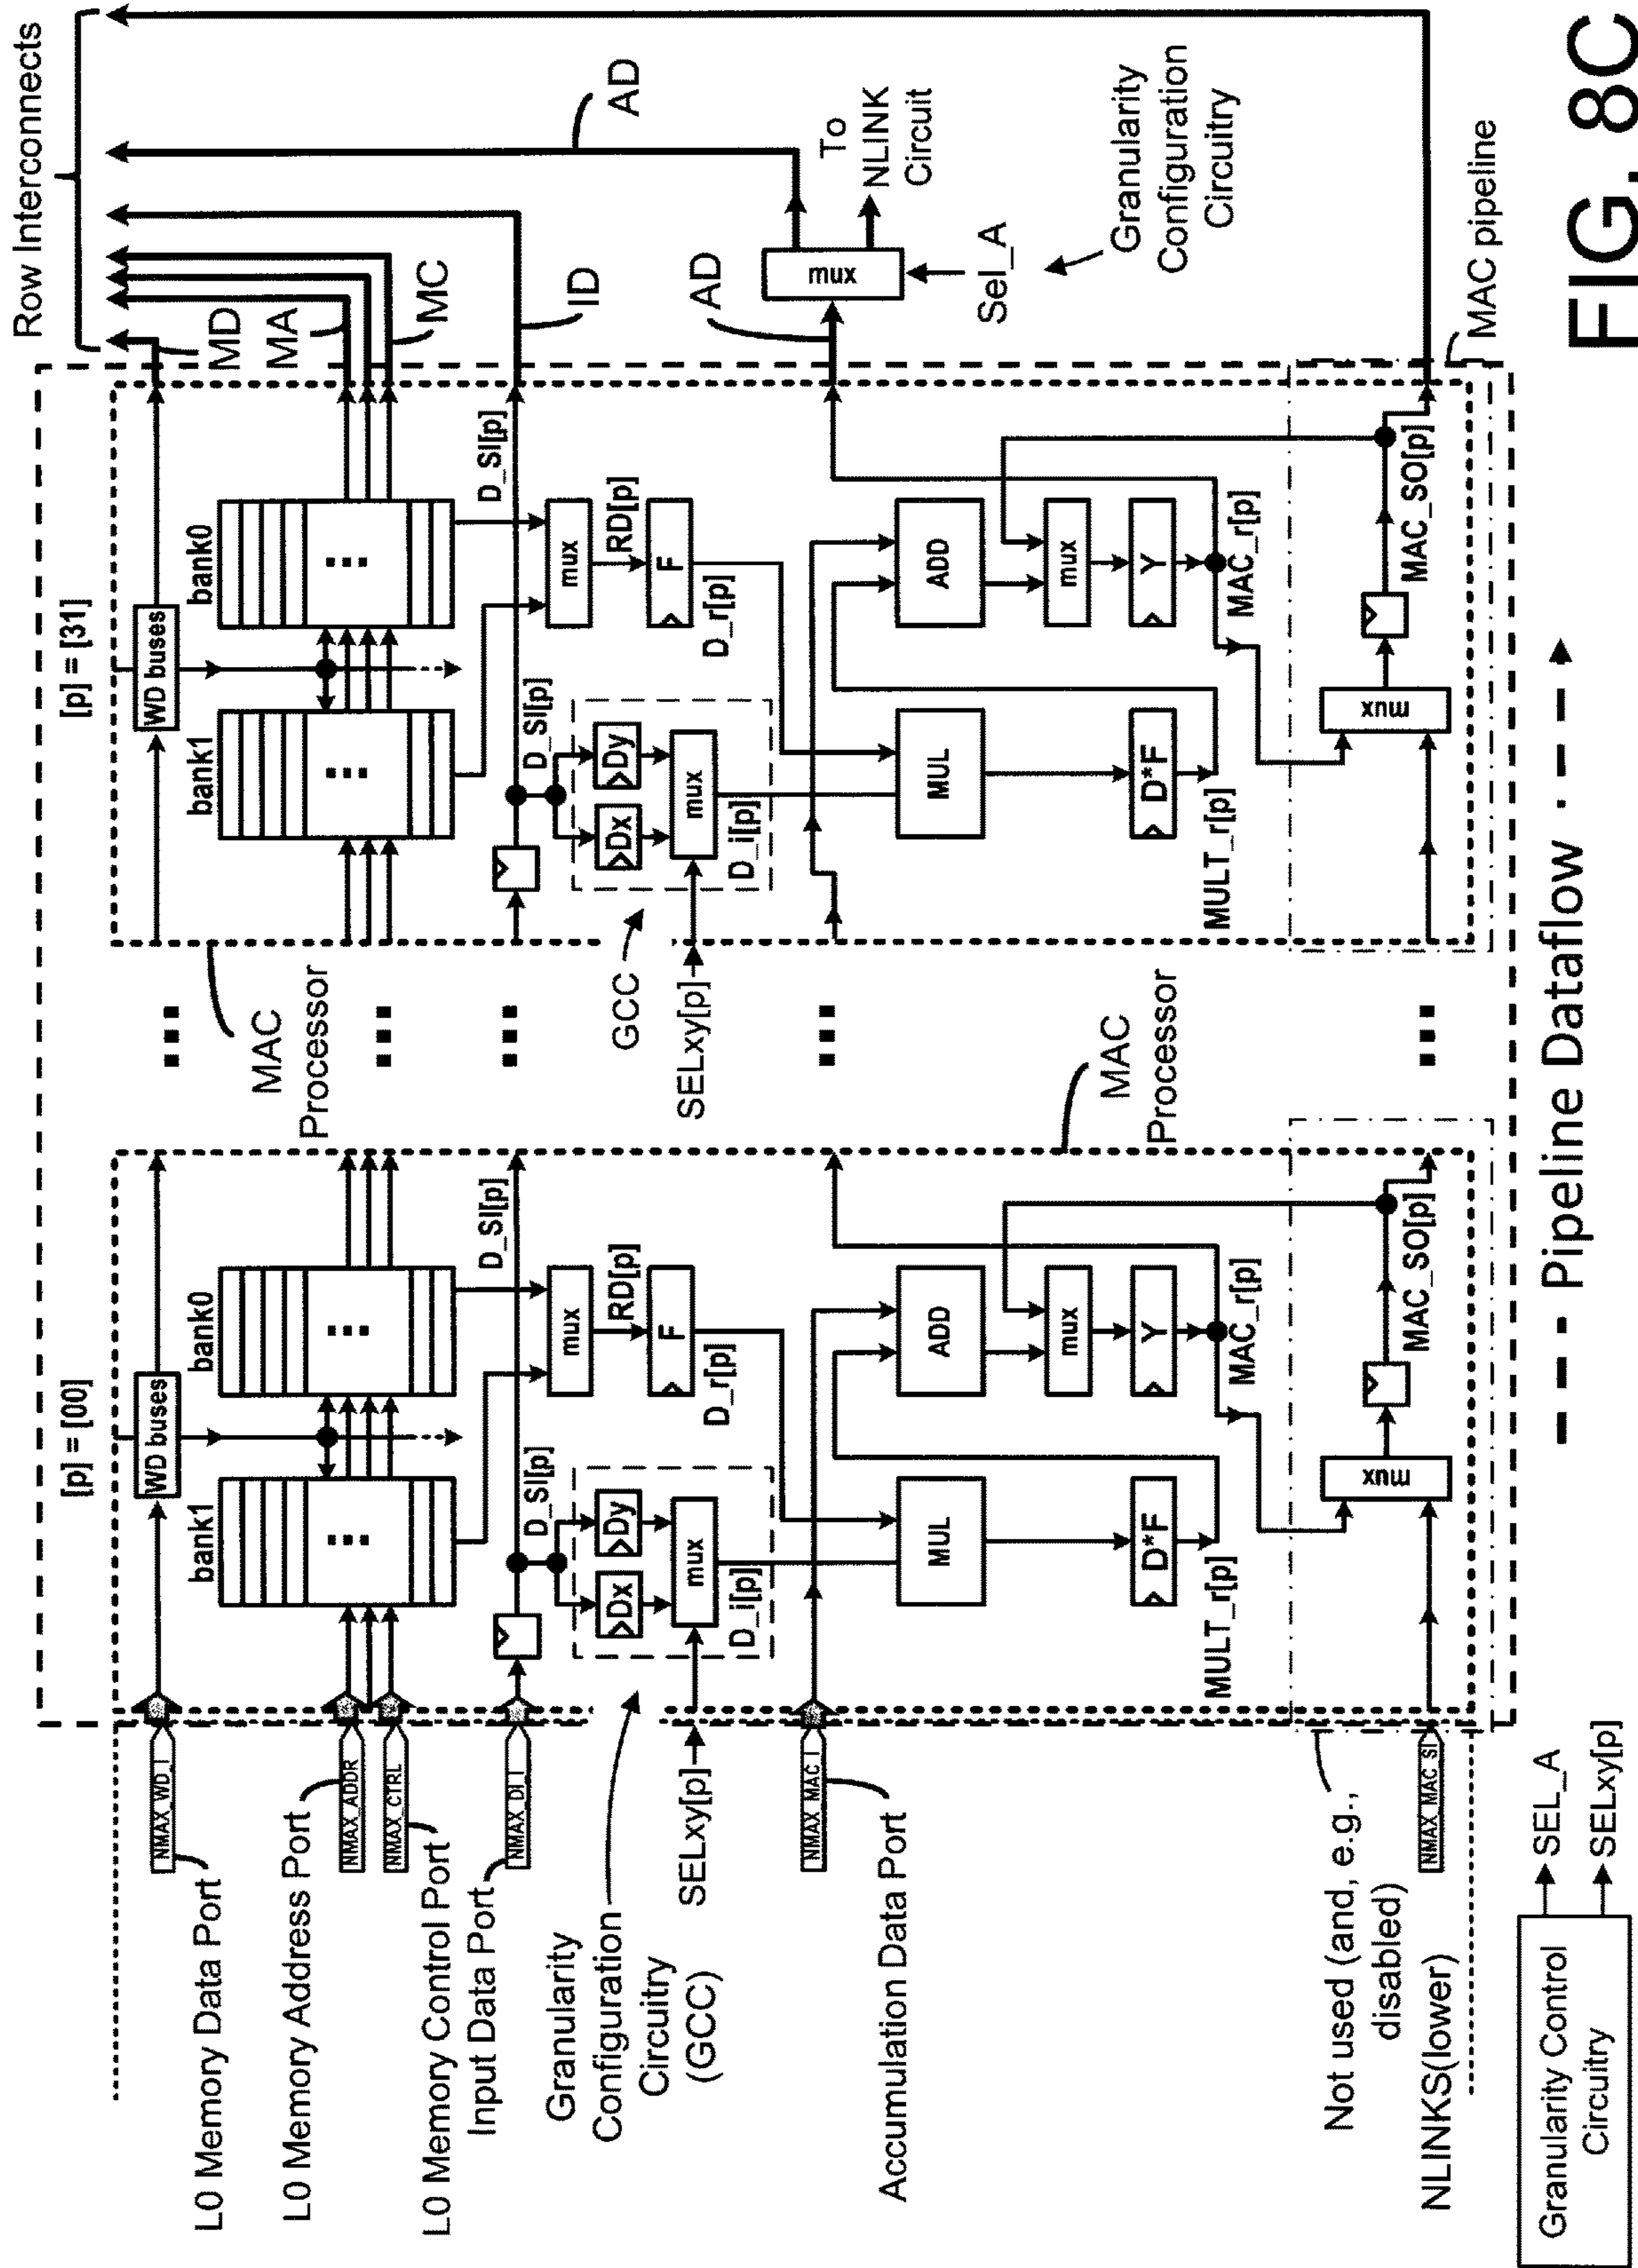 Row Interconnects
[p] = [00]
[p] = [31]
NMAX_WD_I
WD buses
WD buses
L0 Memory Data Port
MD
bank1
bank0
bank1
bank0
MAC
Processor
MA
NMAX_ADDR
L0 Memory Address Port
NMAX_CTRL
L0 Memory Control Port
MC
AD
Input Data Port
NMAX_DI_I
D_SI[p]
D_SI[p]
D_SI[p]
D_SI[p]
ID
Granularity
Configuration
Circuitry
(GCC)
>Dx
>Dy
mux
D_i[p]
mux
RD[p]
F
D_r[p]
GCC
>Dx
>Dy
mux
D_i[p]
mux
RD[p]
F
D_r[p]
SELxy[p]
SELxy[p]
AD
mux
To
NLINK
Circuit
Sel_A
Granularity
Configuration
Circuitry
NMAX_MAC_I
Accumulation Data Port
MUL
ADD
mux
D*F
Y
MULT_r[p]
MAC_r[p]
MAC
Processor
MUL
ADD
mux
D*F
Y
MULT_r[p]
MAC_r[p]
Not used (and, e.g.,
disabled)
mux
MAC_SO[p]
mux
MAC_SO[p]
NLINKS(lower)
NMAX_MAC_SI
MAC pipeline
Granularity Control
Circuitry
SEL_A
SELxy[p]
Pipeline Dataflow
FIG. 8C